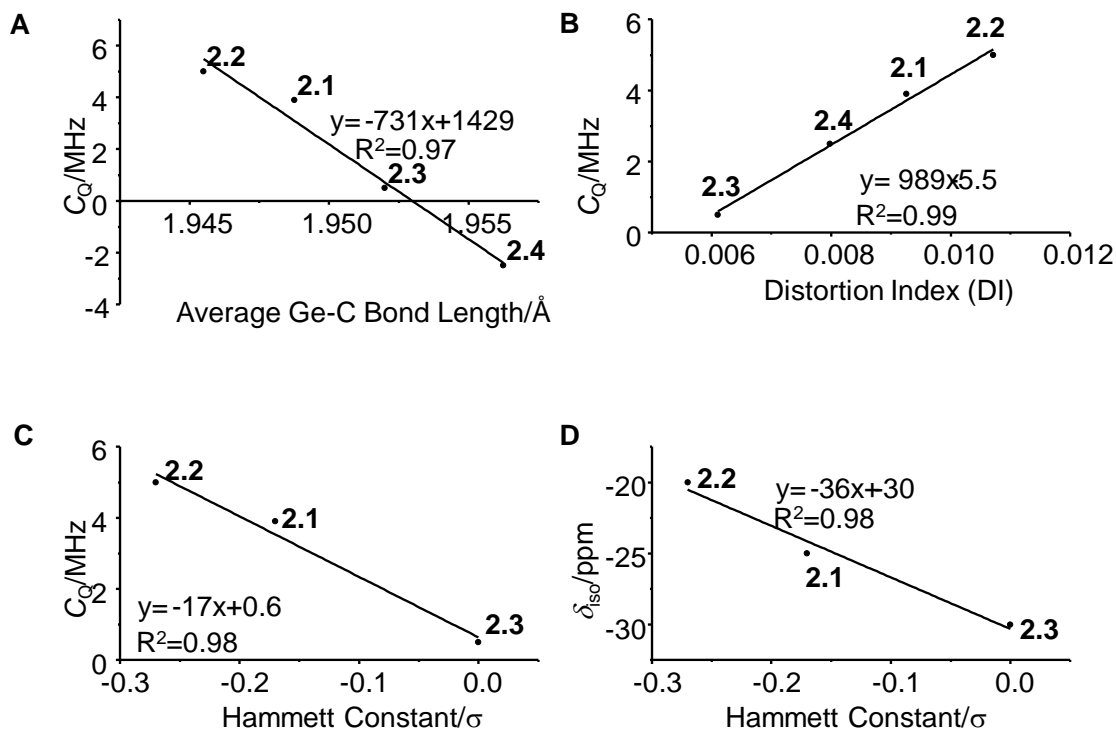 A
C_Q/MHz
6
4
2
0
-2
-4
2.2
2.1
y= -731x+1429
R²=0.97
2.3
1.945
1.950
1.955
2.4
Average Ge-C Bond Length/Å
B
C_Q/MHz
6
4
2
0
2.2
2.1
2.4
2.3
y= 989x-5.5
R²=0.99
0.006
0.008
0.010
0.012
Distortion Index (DI)
C
C_Q/MHz
6
4
2
0
2.2
2.1
y= -17x+0.6
R²=0.98
2.3
-0.3
-0.2
-0.1
0.0
Hammett Constant/σ
D
δ_iso/ppm
-20
-25
-30
2.2
y= -36x+30
R²=0.98
2.1
2.3
-0.3
-0.2
-0.1
0.0
Hammett Constant/σ